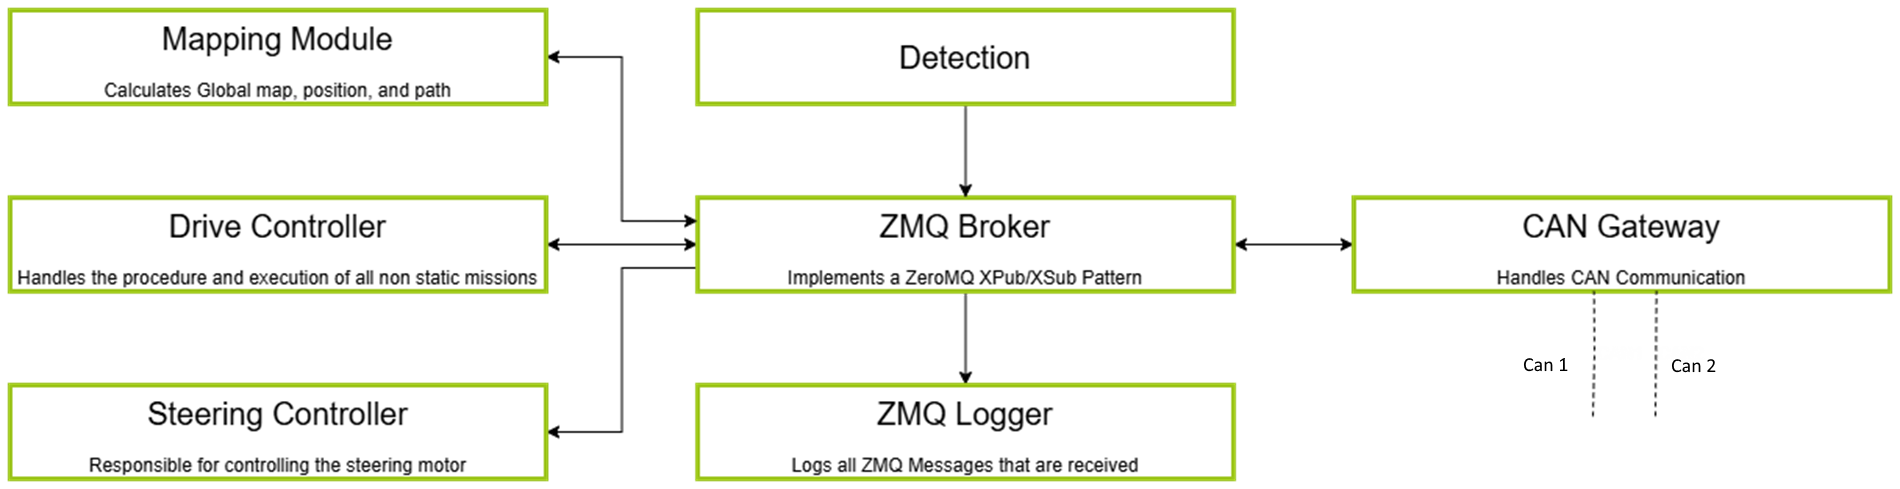 Mapping Module
Calculates Global map, position, and path
Detection
Drive Controller
Handles the procedure and execution of all non static missions
ZMQ Broker
Implements a ZeroMQ XPub/XSub Pattern
CAN Gateway
Handles CAN Communication
Can 1
Can 2
Steering Controller
Responsible for controlling the steering motor
ZMQ Logger
Logs all ZMQ Messages that are received